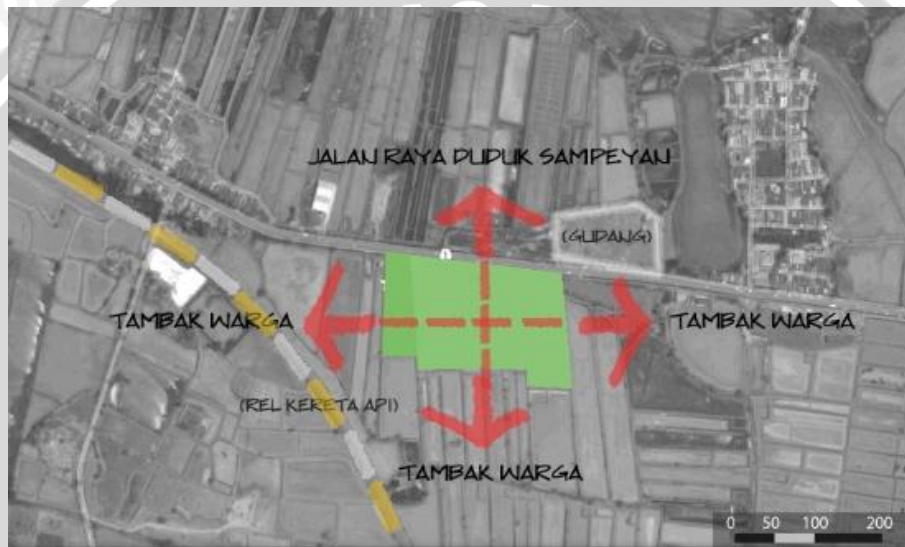 JALAN RAYA DUDUK SAMPEYAN
(GUDANG)
TAMBAK WARGA
TAMBAK WARGA
(REL KERETA API)
TAMBAK WARGA
0 50 100 200